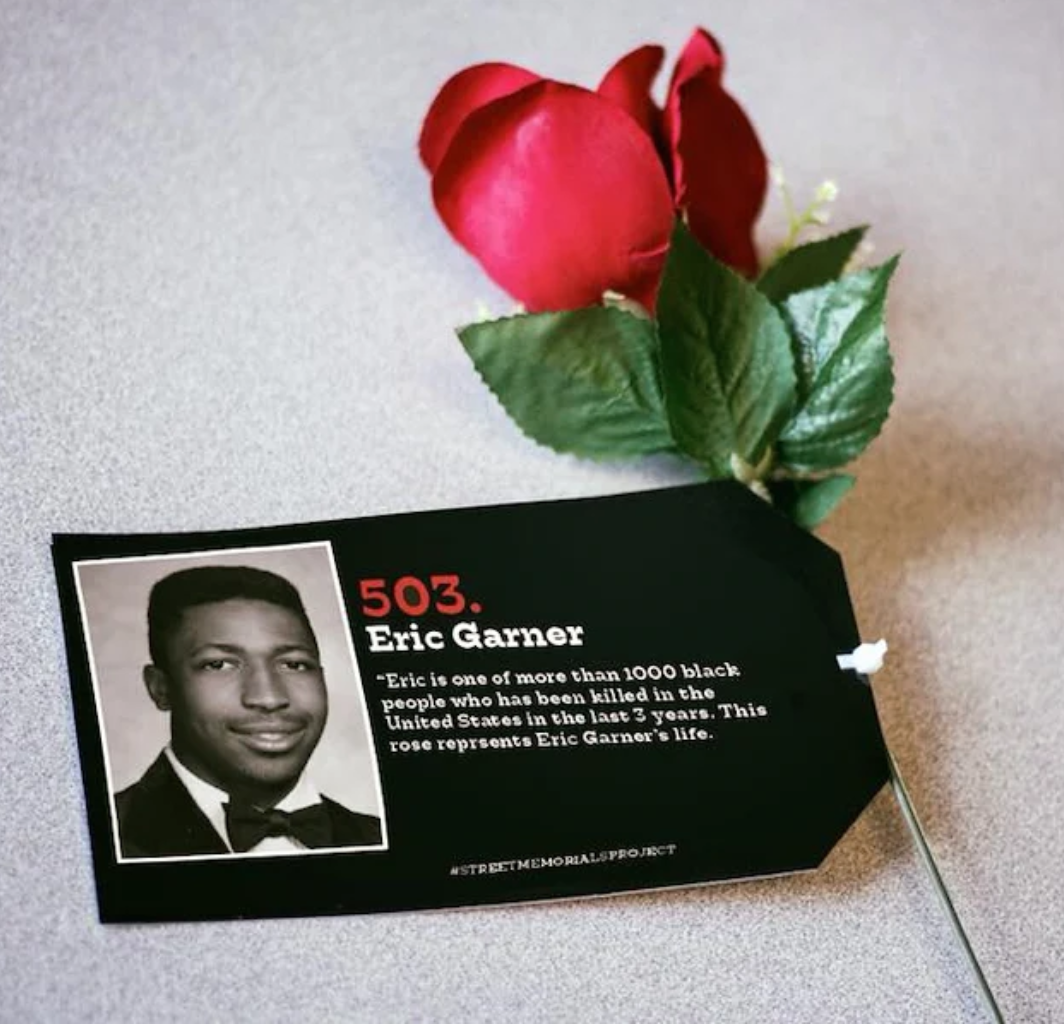 503.
Eric Garner
“Eric is one of more than 1000 black
people who has been killed in the
United States in the last 3 years. This
rose reprsents Eric Garner's life.
#STREETMEMORIALSPROJECT